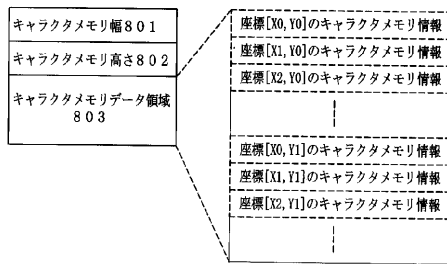 キャラクタメモリ幅801
キャラクタメモリ高さ802
キャラクタメモリデータ領域
803
座標[X0,Y0]のキャラクタメモリ情報
座標[X1,Y0]のキャラクタメモリ情報
座標[X2,Y0]のキャラクタメモリ情報
座標[X0,Y1]のキャラクタメモリ情報
座標[X1,Y1]のキャラクタメモリ情報
座標[X2,Y1]のキャラクタメモリ情報